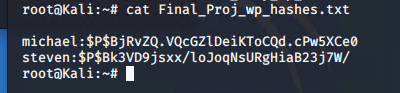 root@Kali:~# cat Final_Proj_wp_hashes.txt
michael:$P$BjRvZQ.VQcGZlDeiKToCQd.cPw5XCe0
steven:$P$Bk3VD9jsxx/loJoqNsURgHiaB23j7W/
root@Kali:~#